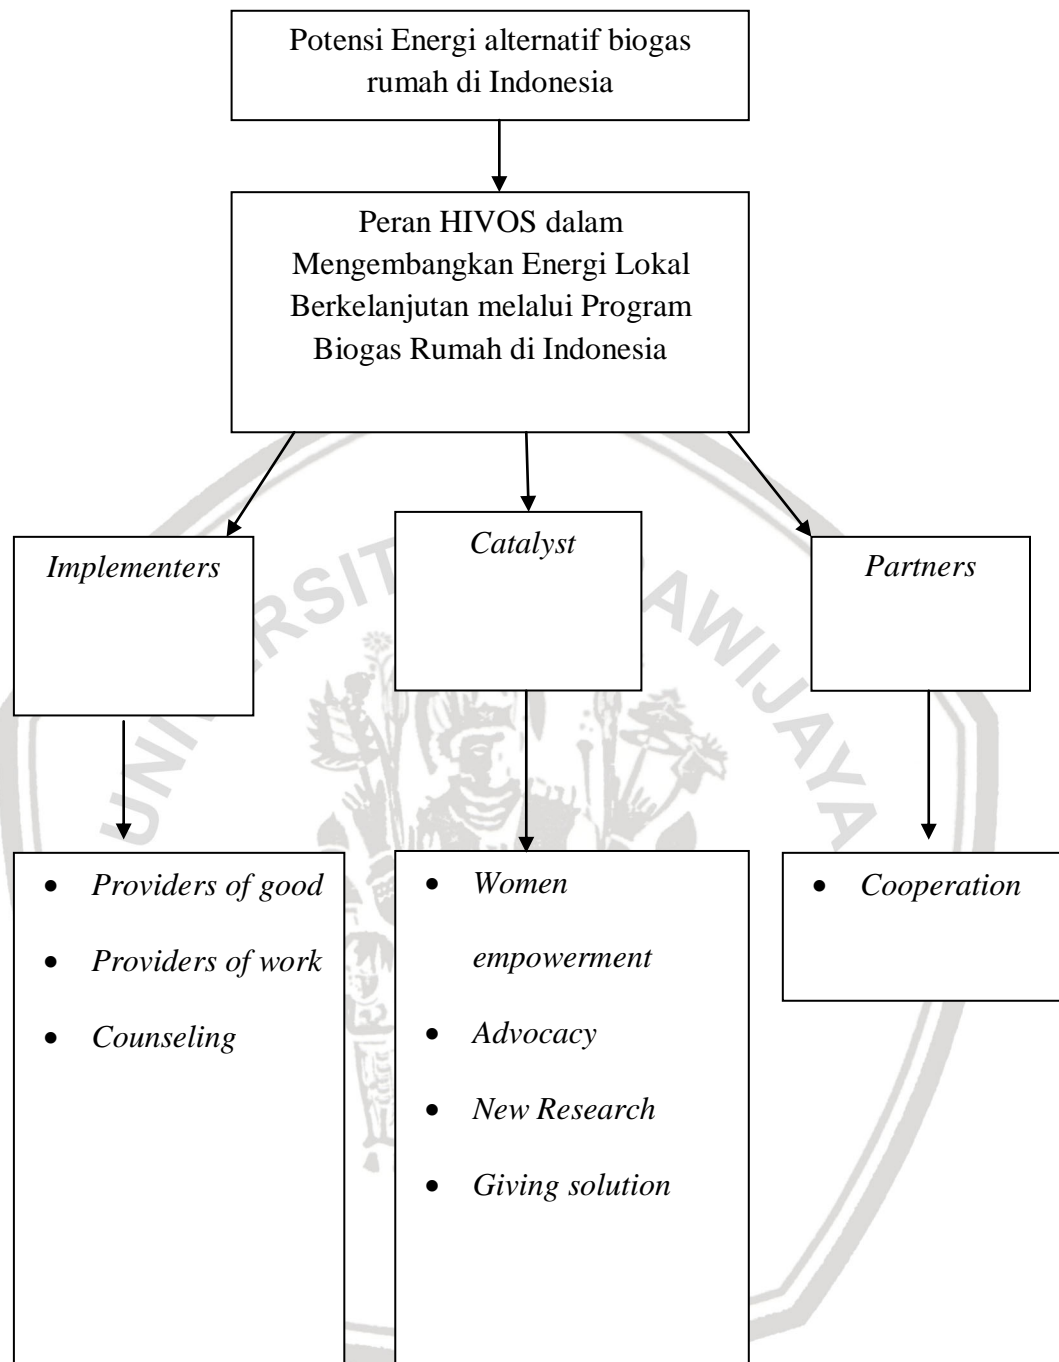 Potensi Energi alternatif biogas
rumah di Indonesia
Peran HIVOS dalam
Mengembangkan Energi Lokal
Berkelanjutan melalui Program
Biogas Rumah di Indonesia
Implementers
Catalyst
Partners
• Providers of good
• Providers of work
• Counseling
• Women
empowerment
• Advocacy
• New Research
• Giving solution
• Cooperation